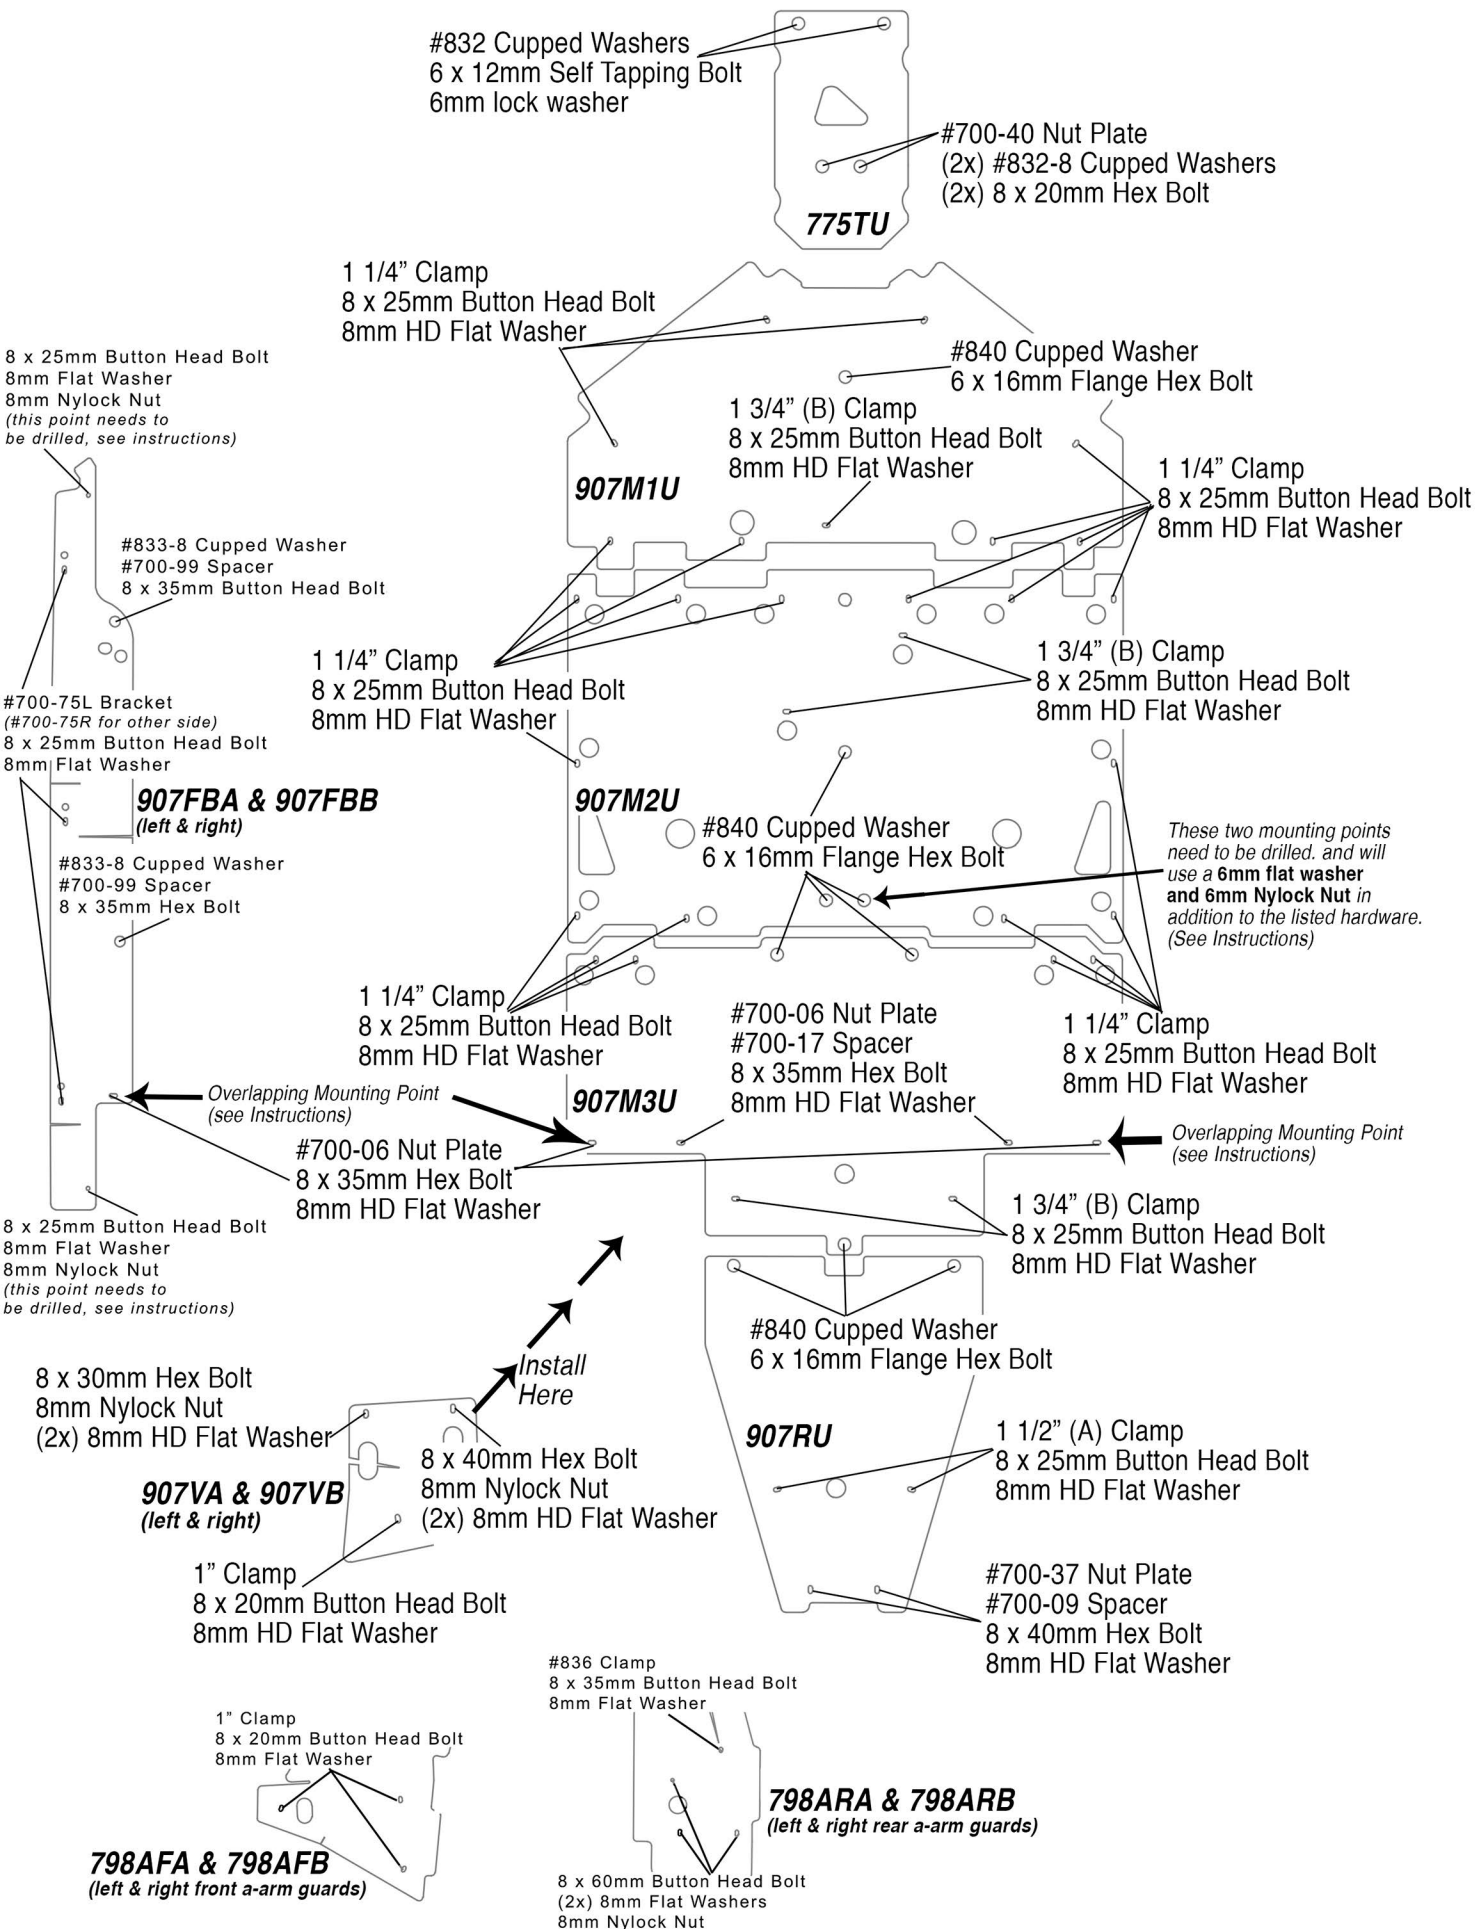 #832 Cupped Washers
6 x 12mm Self Tapping Bolt
6mm lock washer
#700-40 Nut Plate
(2x) #832-8 Cupped Washers
(2x) 8 x 20mm Hex Bolt
775TU
1 1/4” Clamp
8 x 25mm Button Head Bolt
8mm HD Flat Washer
#840 Cupped Washer
6 x 16mm Flange Hex Bolt
8 x 25mm Button Head Bolt
8mm Flat Washer
8mm Nylock Nut
(this point needs to
be drilled, see instructions)
1 3/4” (B) Clamp
8 x 25mm Button Head Bolt
8mm HD Flat Washer
907M1U
1 1/4” Clamp
8 x 25mm Button Head Bolt
8mm HD Flat Washer
#833-8 Cupped Washer
#700-99 Spacer
8 x 35mm Button Head Bolt
1 1/4” Clamp
8 x 25mm Button Head Bolt
8mm HD Flat Washer
1 3/4” (B) Clamp
8 x 25mm Button Head Bolt
8mm HD Flat Washer
#700-75L Bracket
(#700-75R for other side)
8 x 25mm Button Head Bolt
8mm Flat Washer
907FBA & 907FBB
(left & right)
907M2U
#840 Cupped Washer
6 x 16mm Flange Hex Bolt
These two mounting points
need to be drilled. and will
use a 6mm flat washer
and 6mm Nylock Nut in
addition to the listed hardware.
(See Instructions)
#833-8 Cupped Washer
#700-99 Spacer
8 x 35mm Hex Bolt
1 1/4” Clamp
8 x 25mm Button Head Bolt
8mm HD Flat Washer
#700-06 Nut Plate
#700-17 Spacer
8 x 35mm Hex Bolt
8mm HD Flat Washer
1 1/4” Clamp
8 x 25mm Button Head Bolt
8mm HD Flat Washer
Overlapping Mounting Point
(see Instructions)
907M3U
Overlapping Mounting Point
(see Instructions)
#700-06 Nut Plate
8 x 35mm Hex Bolt
8mm HD Flat Washer
1 3/4” (B) Clamp
8 x 25mm Button Head Bolt
8mm HD Flat Washer
8 x 25mm Button Head Bolt
8mm Flat Washer
8mm Nylock Nut
(this point needs to
be drilled, see instructions)
#840 Cupped Washer
6 x 16mm Flange Hex Bolt
Install
Here
8 x 30mm Hex Bolt
8mm Nylock Nut
(2x) 8mm HD Flat Washer
907RU
1 1/2” (A) Clamp
8 x 25mm Button Head Bolt
8mm HD Flat Washer
8 x 40mm Hex Bolt
8mm Nylock Nut
(2x) 8mm HD Flat Washer
907VA & 907VB
(left & right)
1” Clamp
8 x 20mm Button Head Bolt
8mm HD Flat Washer
#700-37 Nut Plate
#700-09 Spacer
8 x 40mm Hex Bolt
8mm HD Flat Washer
#836 Clamp
8 x 35mm Button Head Bolt
8mm Flat Washer
1” Clamp
8 x 20mm Button Head Bolt
8mm Flat Washer
798ARA & 798ARB
(left & right rear a-arm guards)
798AFA & 798AFB
(left & right front a-arm guards)
8 x 60mm Button Head Bolt
(2x) 8mm Flat Washers
8mm Nylock Nut